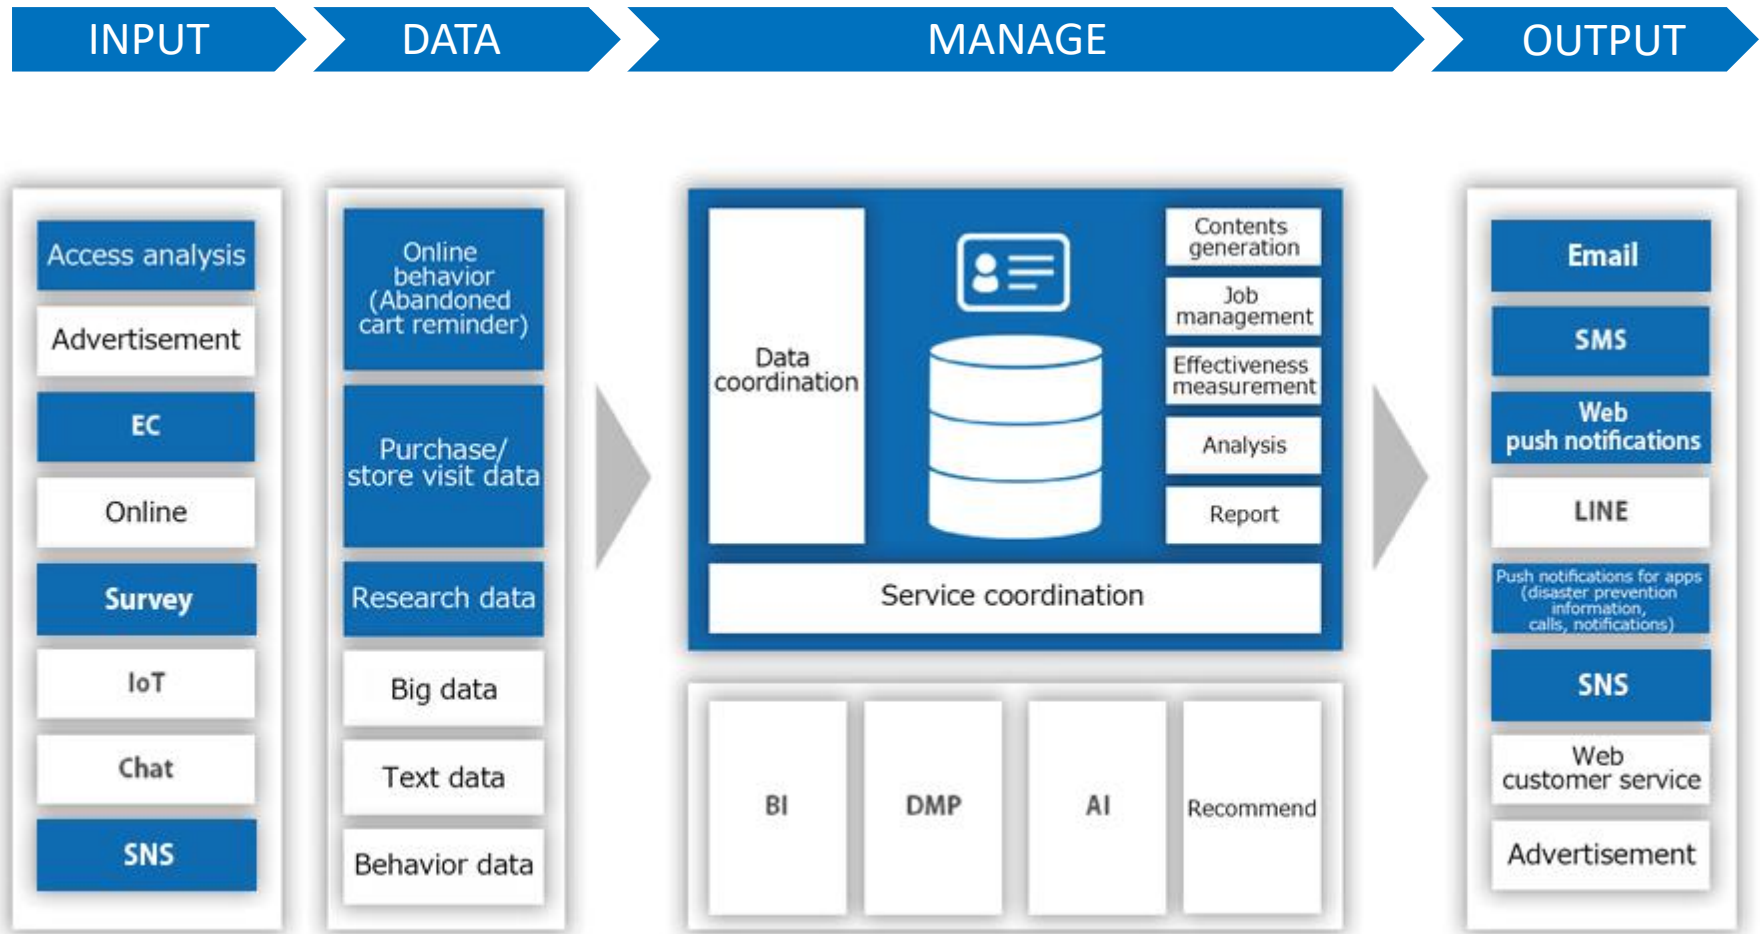 INPUT
DATA
MANAGE
OUTPUT
Access analysis
Advertisement
EC
Online
Survey
IoT
Chat
SNS
Online
behavior
(Abandoned
cart reminder)
Purchase/
store visit data
Research data
Big data
Text data
Behavior data
Data
coordination
Contents
generation
Job
management
Effectiveness
measurement
Analysis
Report
Service coordination
BI
DMP
AI
Recommend
Email
SMS
Web
push notifications
LINE
Push notifications for apps
(disaster prevention
information,
calls, notifications)
SNS
Web
customer service
Advertisement